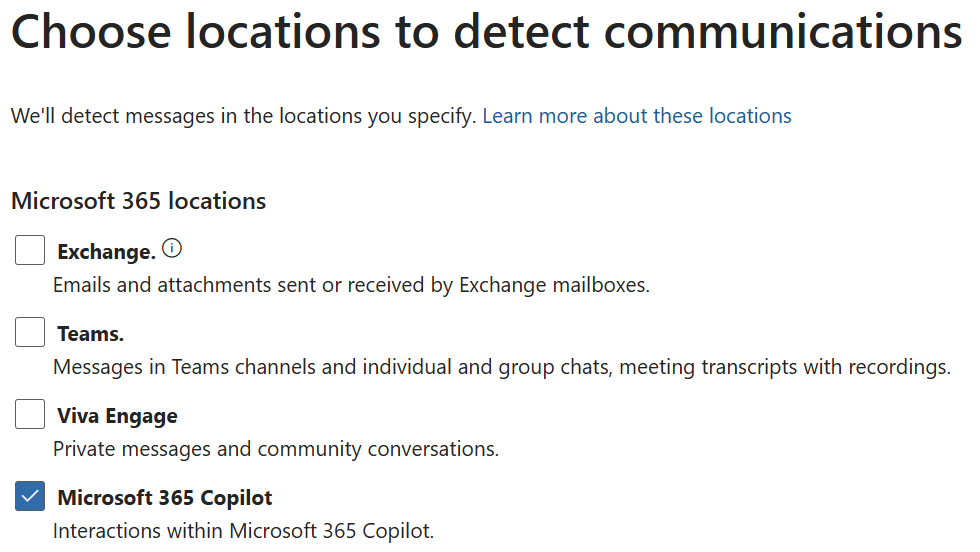 Choose locations to detect communications
We'll detect messages in the locations you specify. Learn more about these locations
Microsoft 365 locations
Exchange.
Emails and attachments sent or received by Exchange mailboxes.
Teams.
Messages in Teams channels and individual and group chats, meeting transcripts with recordings.
Viva Engage
Private messages and community conversations.
Microsoft 365 Copilot
Interactions within Microsoft 365 Copilot.